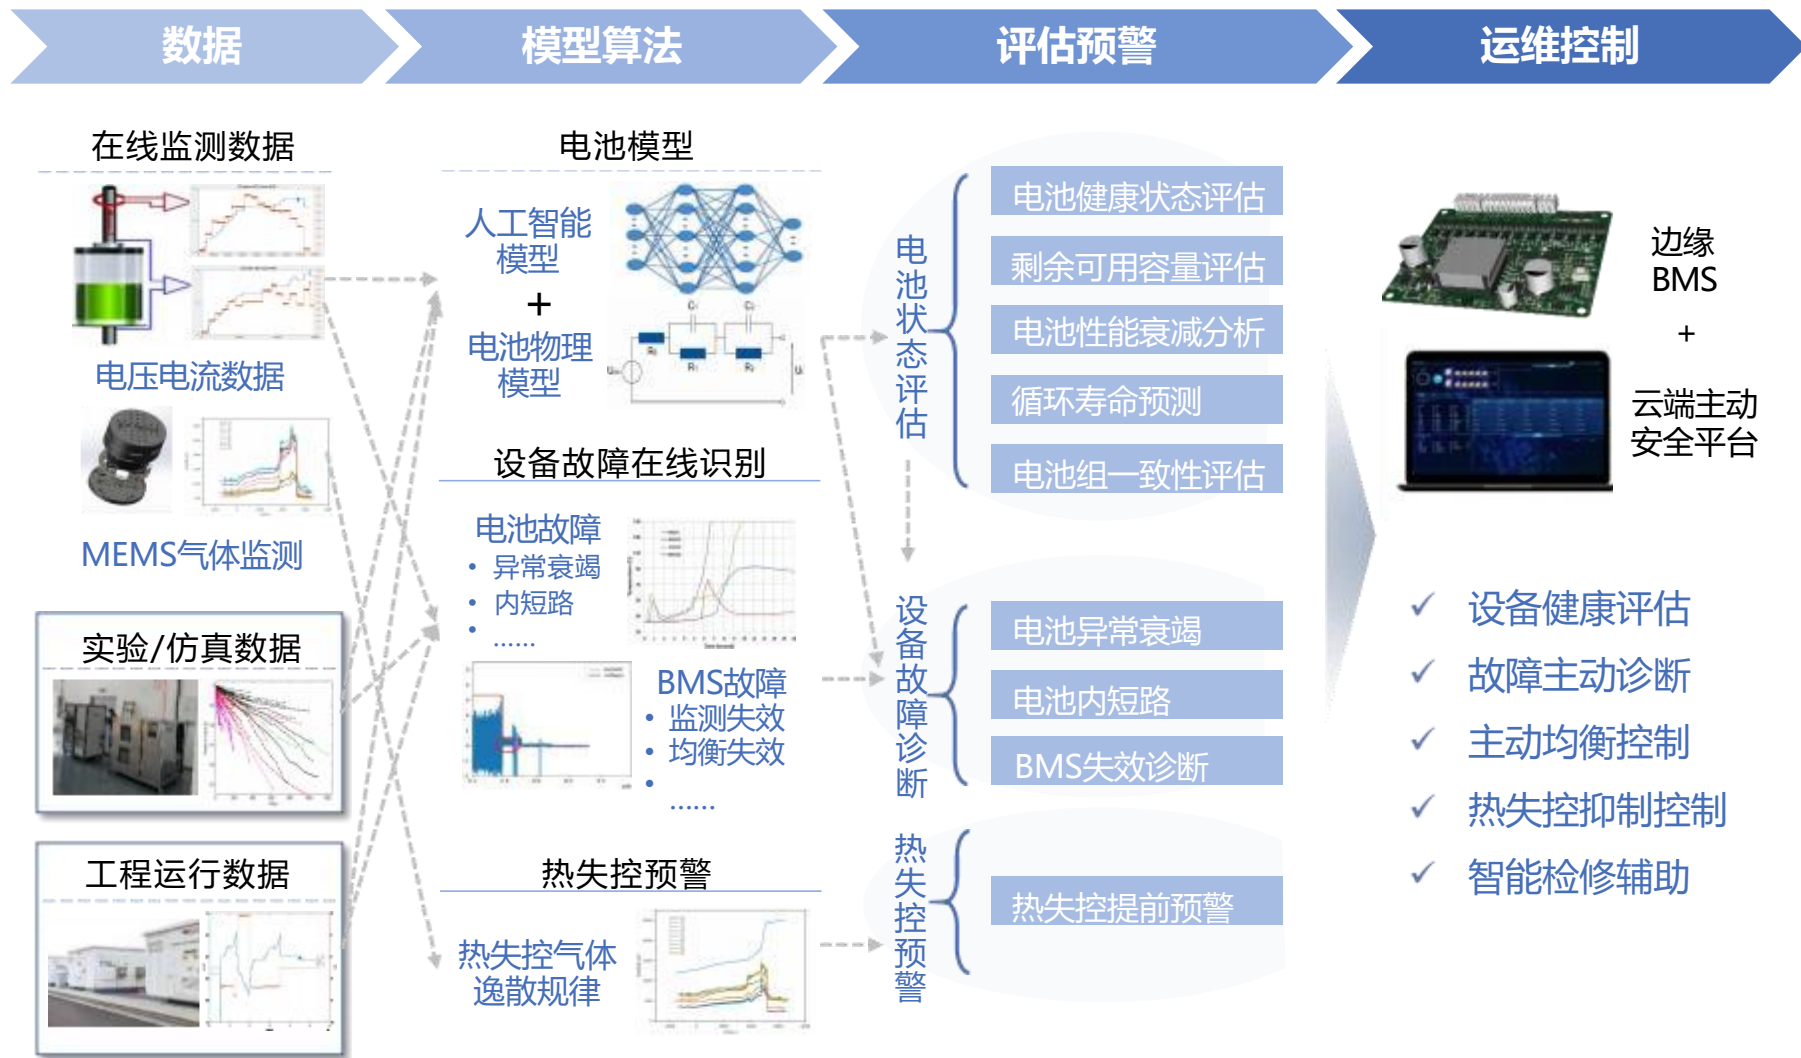 数据
模型算法
评估预警
运维控制
在线监测数据
电压电流数据
MEMS气体监测
实验/仿真数据
工程运行数据
电池模型
人工智能
模型
+
电池物理
模型
C₁
C₂
R₁
R₂
设备故障在线识别
电池故障
• 异常衰竭
• 内短路
• ……
BMS故障
• 监测失效
• 均衡失效
• ……
热失控预警
热失控气体
逸散规律
电池状态评估
电池健康状态评估
剩余可用容量评估
电池性能衰减分析
循环寿命预测
电池组一致性评估
设备故障诊断
电池异常衰竭
电池内短路
BMS失效诊断
热失控预警
热失控提前预警
边缘
BMS
+
云端主动
安全平台
✓ 设备健康评估
✓ 故障主动诊断
✓ 主动均衡控制
✓ 热失控抑制控制
✓ 智能检修辅助